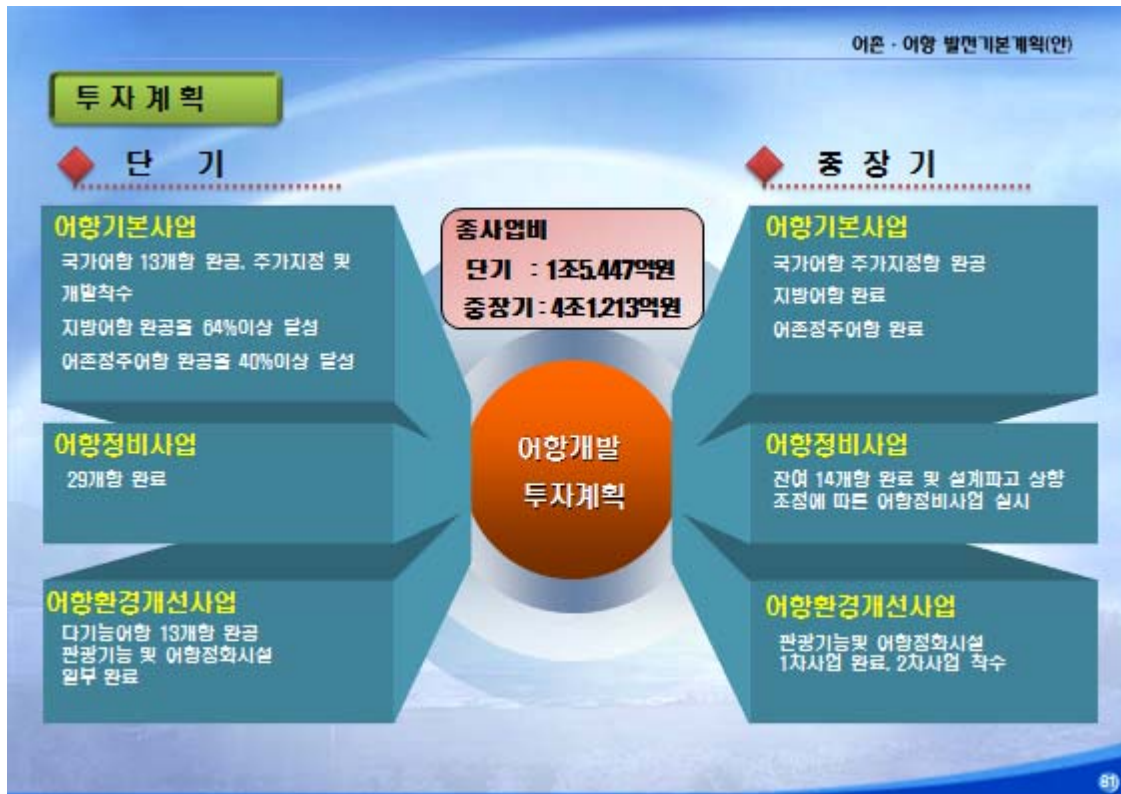 어촌 · 어항 발전기본계획(안)
투 자 계 획
단 기
어항기본사업
국가어항 13개항 완공, 추가지정 및
개발착수
지방어항 완공율 64%이상 달성
어촌정주어항 완공율 40%이상 달성
어항정비사업
29개항 완료
어항환경개선사업
다기능어항 13개항 완공
관광기능 및 어항정화시설
일부 완료
총사업비
단기 : 1조5,447억원
중장기 : 4조1,213억원
어항개발
투자계획
중 장 기
어항기본사업
국가어항 추가지정항 완공
지방어항 완료
어촌정주어항 완료
어항정비사업
잔여 14개항 완료 및 설계파고 상향
조정에 따른 어항정비사업 실시
어항환경개선사업
관광기능및 어항정화시설
1차사업 완료, 2차사업 착수
81